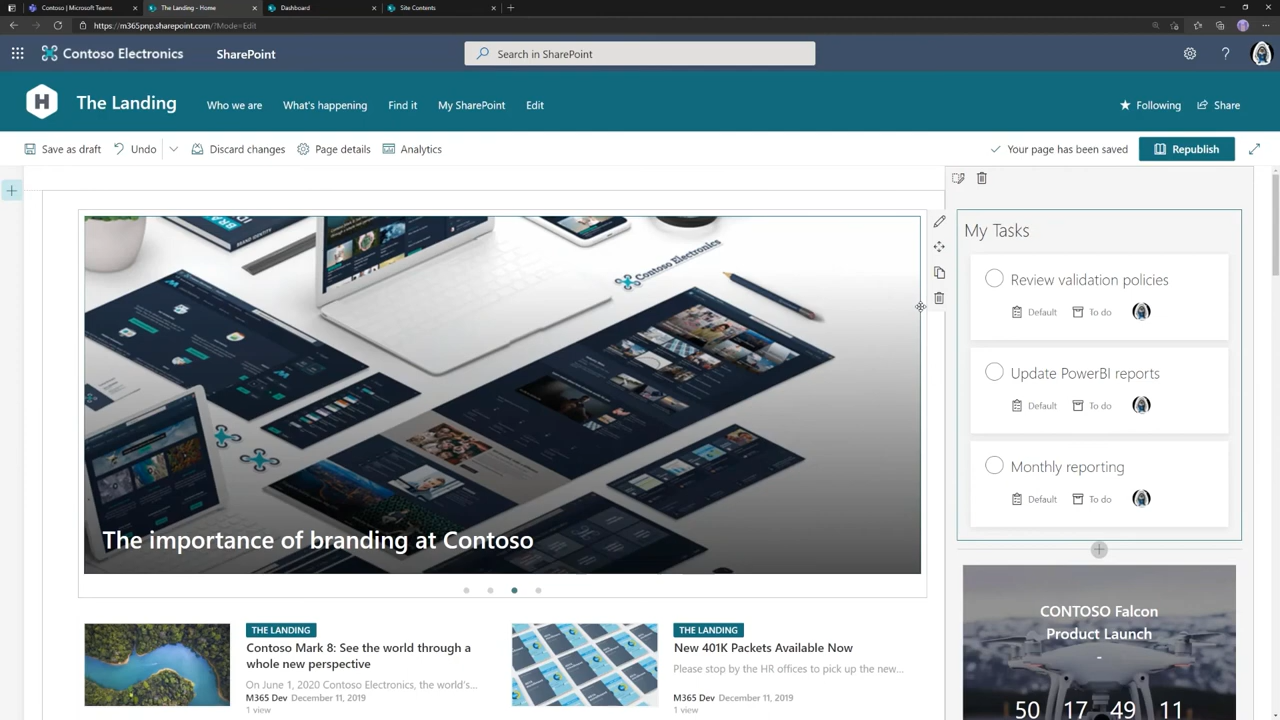 Contoso | Microsoft Teams
The Landing - Home
Dashboard
Site Contents
https://m365pnp.sharepoint.com/?Mode=Edit
Contoso Electronics
SharePoint
Search in SharePoint
H
The Landing
Who we are
What's happening
Find it
My SharePoint
Edit
Following
Share
Save as draft
Undo
Discard changes
Page details
Analytics
Your page has been saved
Republish
Contoso Electronics
The importance of branding at Contoso
My Tasks
Review validation policies
Default
To do
Update PowerBI reports
Default
To do
Monthly reporting
Default
To do
CONTOSO Falcon
Product Launch
-
50 17 49 11
THE LANDING
Contoso Mark 8: See the world through a
whole new perspective
On June 1, 2020 Contoso Electronics, the world's...
M365 Dev December 11, 2019
1 view
THE LANDING
New 401K Packets Available Now
Please stop by the HR offices to pick up the new...
M365 Dev December 11, 2019
1 view